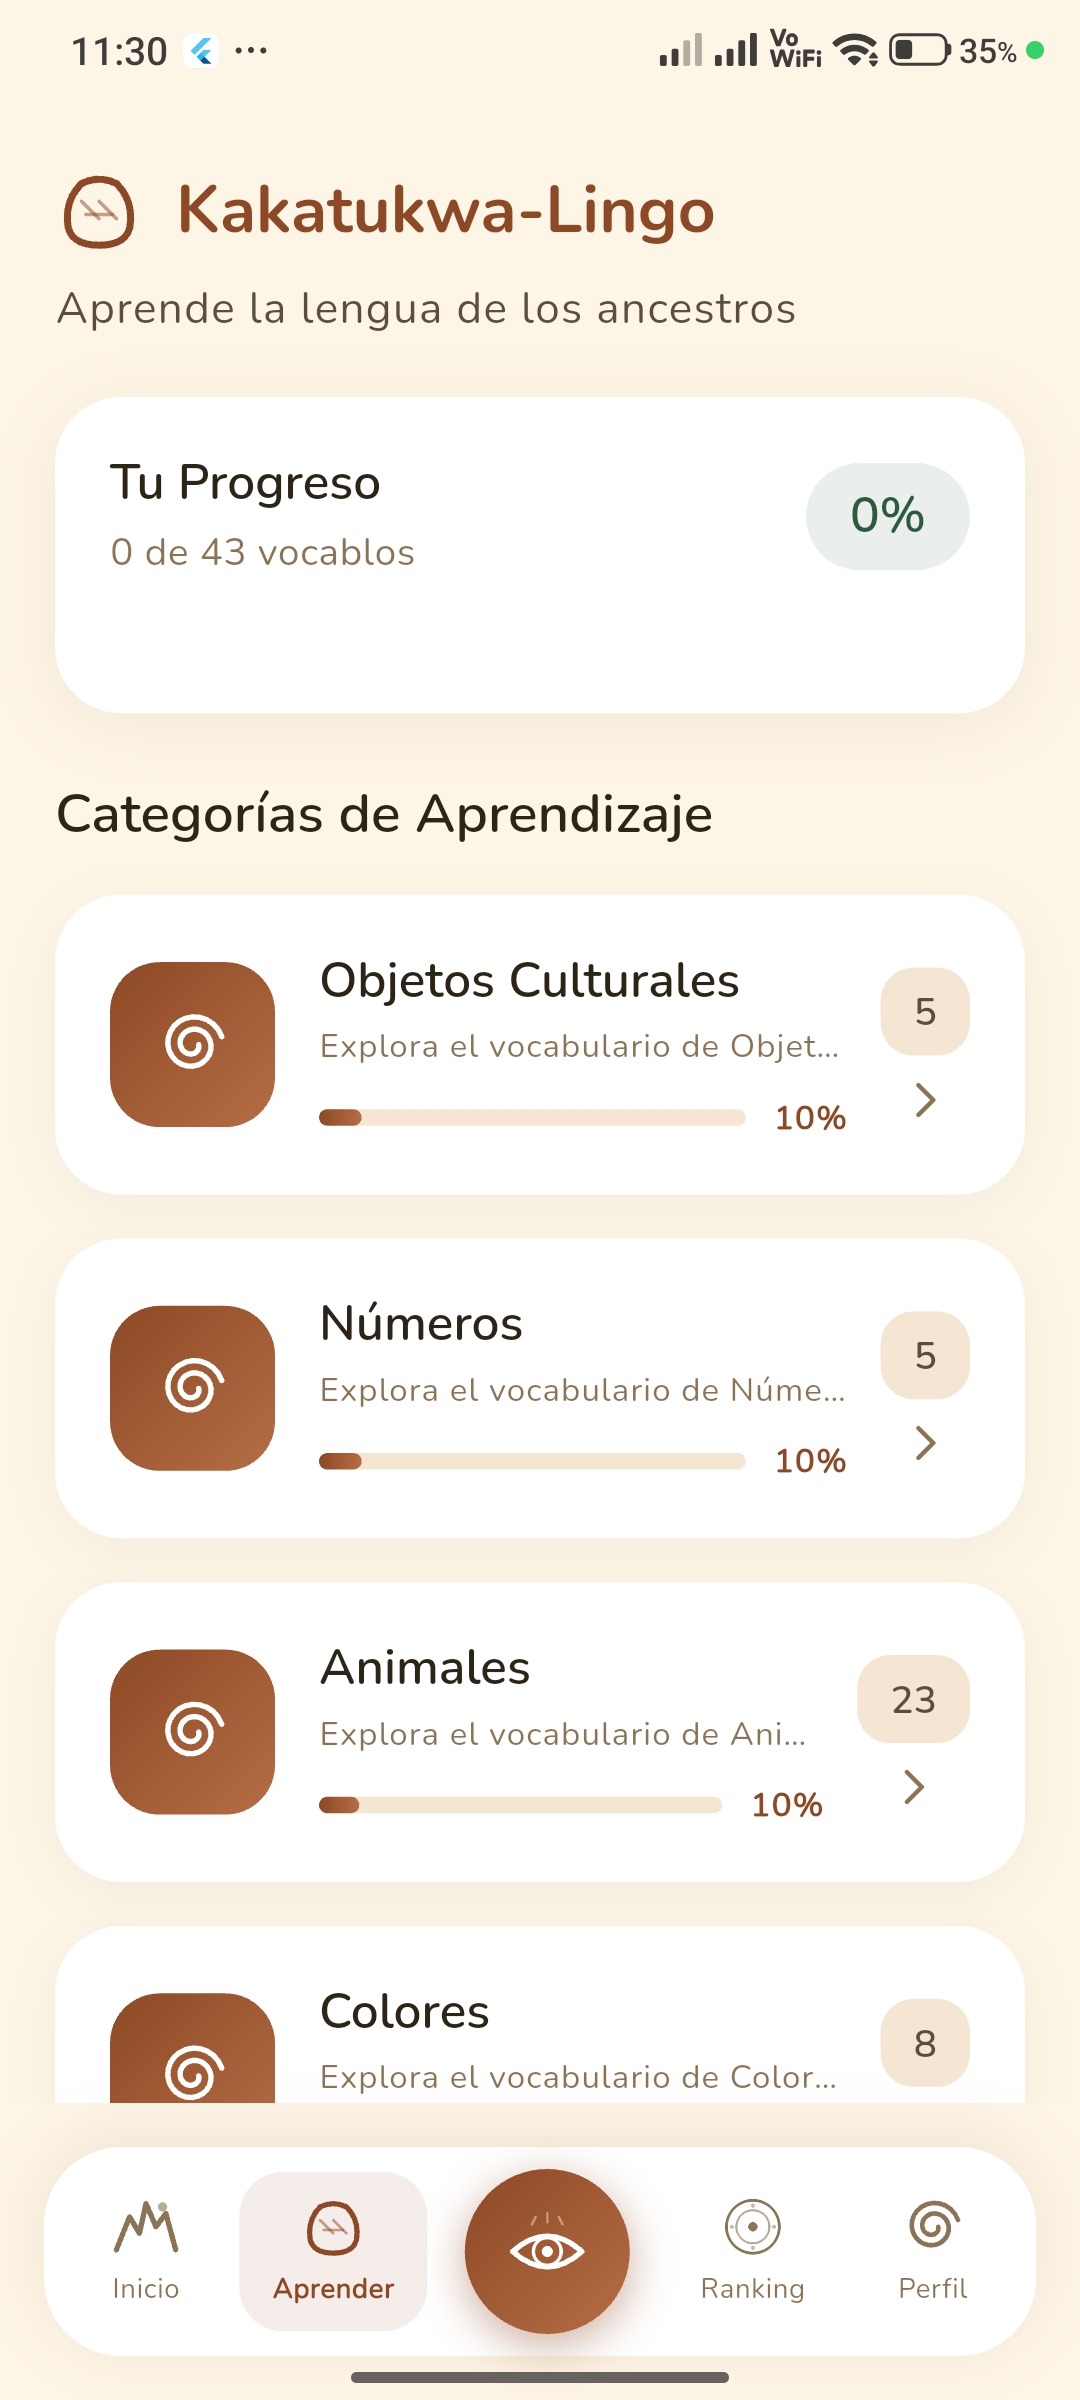 11:30
Vo
WiFi
35%
Kakatukwa-Lingo
Aprende la lengua de los ancestros
Tu Progreso
0%
0 de 43 vocablos
Categorías de Aprendizaje
Objetos Culturales
5
Explora el vocabulario de Objet...
10%
Números
5
Explora el vocabulario de Núme...
10%
Animales
23
Explora el vocabulario de Ani...
10%
Colores
8
Explora el vocabulario de Color...
Inicio
Aprender
Ranking
Perfil